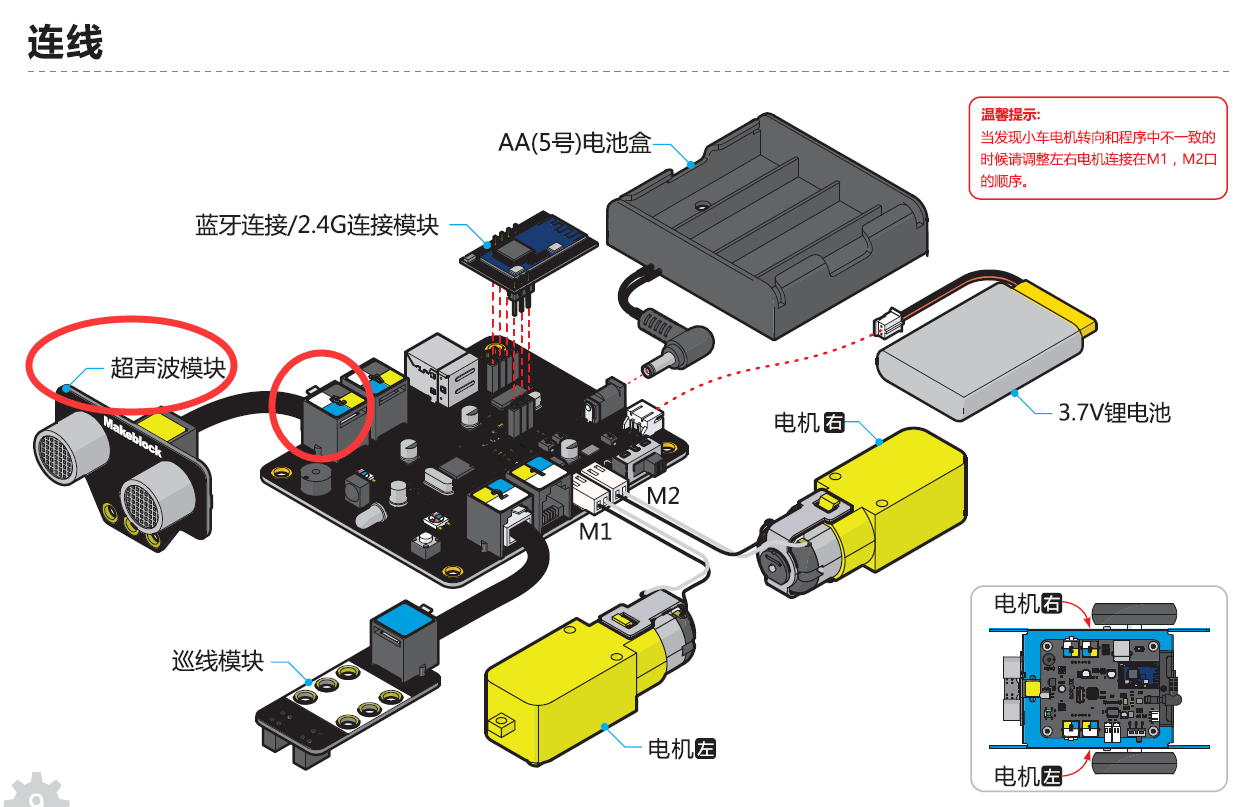 连线
温馨提示:
当发现小车电机转向和程序中不一致的
时候请调整左右电机连接在M1，M2口
的顺序。
AA(5号)电池盒
蓝牙连接/2.4G连接模块
超声波模块
Makeblock
3.7V锂电池
电机右
M2
M1
巡线模块
电机左
电机右
电机左
9